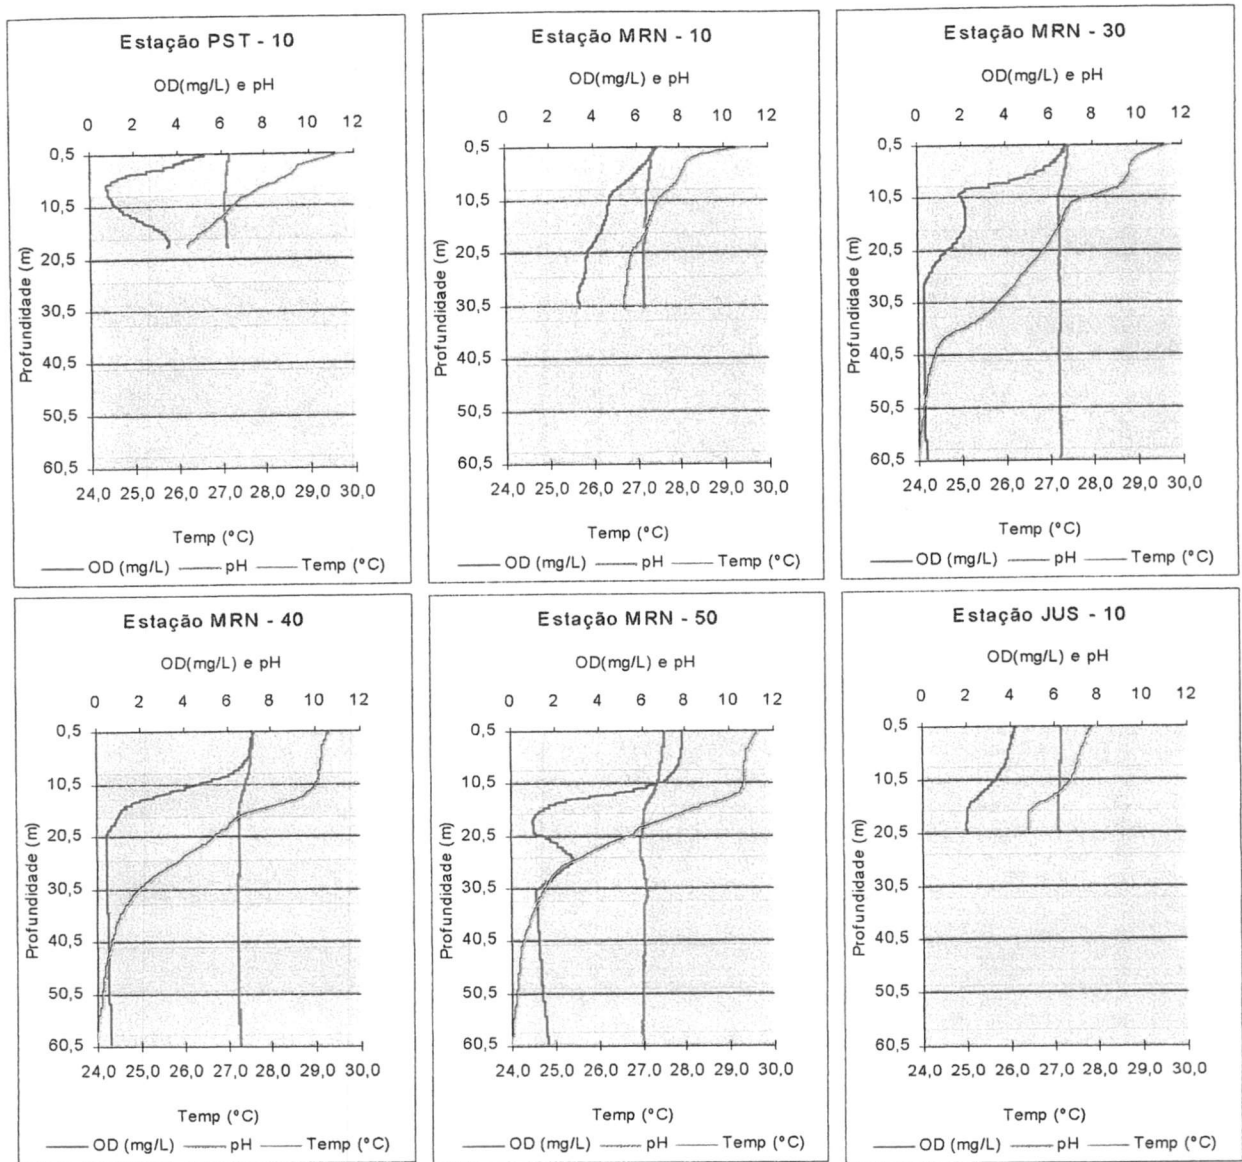 Estação PST - 10
OD(mg/L) e pH
0 2 4 6 8 10 12
0,5
10,5
20,5
30,5
40,5
50,5
60,5
Profundidade (m)
24,0 25,0 26,0 27,0 28,0 29,0 30,0
Temp (°C)
OD (mg/L) pH Temp (°C)
Estação MRN - 10
OD(mg/L) e pH
0 2 4 6 8 10 12
0,5
10,5
20,5
30,5
40,5
50,5
60,5
Profundidade (m)
24,0 25,0 26,0 27,0 28,0 29,0 30,0
Temp (°C)
OD (mg/L) pH Temp (°C)
Estação MRN - 30
OD(mg/L) e pH
0 2 4 6 8 10 12
0,5
10,5
20,5
30,5
40,5
50,5
60,5
Profundidade (m)
24,0 25,0 26,0 27,0 28,0 29,0 30,0
Temp (°C)
OD (mg/L) pH Temp (°C)
Estação MRN - 40
OD(mg/L) e pH
0 2 4 6 8 10 12
0,5
10,5
20,5
30,5
40,5
50,5
60,5
Profundidade (m)
24,0 25,0 26,0 27,0 28,0 29,0 30,0
Temp (°C)
OD (mg/L) pH Temp (°C)
Estação MRN - 50
OD(mg/L) e pH
0 2 4 6 8 10 12
0,5
10,5
20,5
30,5
40,5
50,5
60,5
Profundidade (m)
24,0 25,0 26,0 27,0 28,0 29,0 30,0
Temp (°C)
OD (mg/L) pH Temp (°C)
Estação JUS - 10
OD(mg/L) e pH
0 2 4 6 8 10 12
0,5
10,5
20,5
30,5
40,5
50,5
60,5
Profundidade (m)
24,0 25,0 26,0 27,0 28,0 29,0 30,0
Temp (°C)
OD (mg/L) pH Temp (°C)